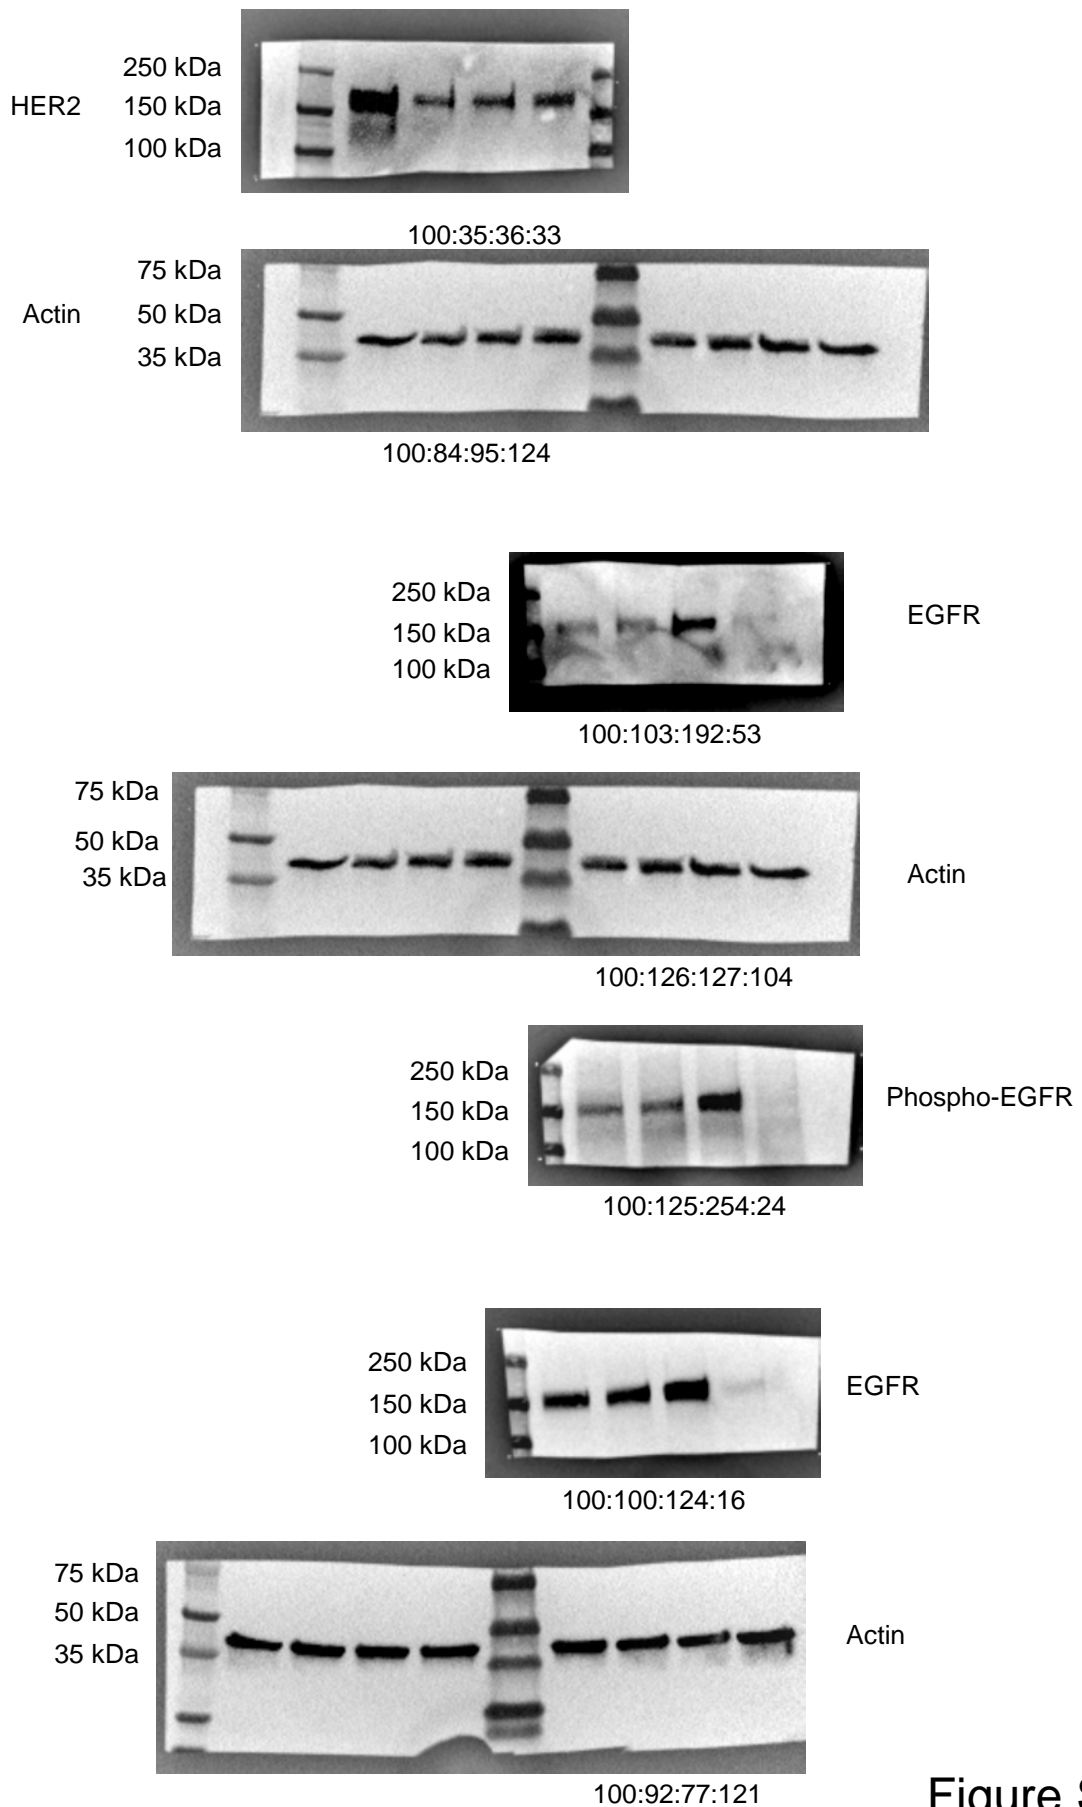 250 kDa
HER2 150 kDa
100 kDa
100:35:36:33
75 kDa
Actin 50 kDa
35 kDa
100:84:95:124
250 kDa
EGFR
150 kDa
100 kDa
100:103:192:53
75 kDa
50 kDa
35 kDa
Actin
100:126:127:104
250 kDa
Phospho-EGFR
150 kDa
100 kDa
100:125:254:24
250 kDa
EGFR
150 kDa
100 kDa
100:100:124:16
75 kDa
50 kDa
Actin
35 kDa
100:92:77:121
Figure S